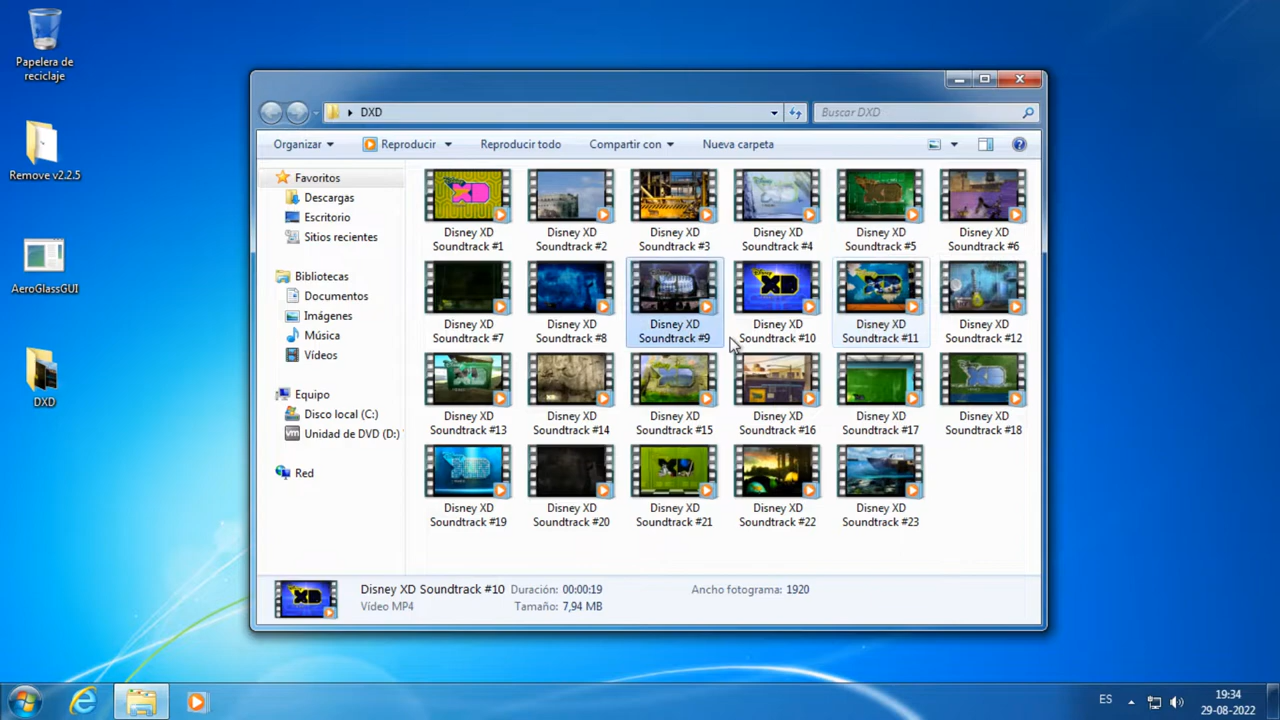 Papelera de
reciclaje
Remove v2.2.5
AeroGlassGUI
DXD
DXD
Buscar DXD
Organizar
Reproducir
Reproducir todo
Compartir con
Nueva carpeta
Favoritos
Descargas
Escritorio
Sitios recientes
Bibliotecas
Documentos
Imágenes
Música
Vídeos
Equipo
Disco local (C:)
Unidad de DVD (D:)
Red
Disney XD
Soundtrack #1
Disney XD
Soundtrack #2
Disney XD
Soundtrack #3
Disney XD
Soundtrack #4
Disney XD
Soundtrack #5
Disney XD
Soundtrack #6
Disney XD
Soundtrack #7
Disney XD
Soundtrack #8
Disney XD
Soundtrack #9
Disney XD
Soundtrack #10
Disney XD
Soundtrack #11
Disney XD
Soundtrack #12
Disney XD
Soundtrack #13
Disney XD
Soundtrack #14
Disney XD
Soundtrack #15
Disney XD
Soundtrack #16
Disney XD
Soundtrack #17
Disney XD
Soundtrack #18
Disney XD
Soundtrack #19
Disney XD
Soundtrack #20
Disney XD
Soundtrack #21
Disney XD
Soundtrack #22
Disney XD
Soundtrack #23
Disney XD Soundtrack #10
Vídeo MP4
Duración: 00:00:19
Tamaño: 7,94 MB
Ancho fotograma: 1920
ES
19:34
29-08-2022